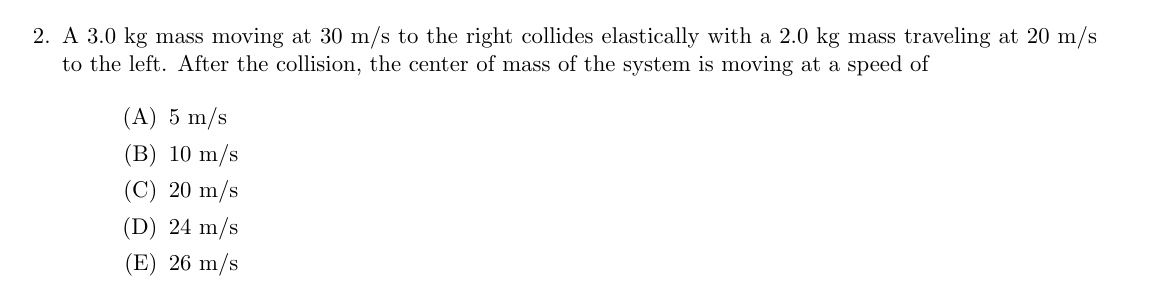 2. A 3.0 kg mass moving at 30 m/s to the right collides elastically with a 2.0 kg mass traveling at 20 m/s
to the left. After the collision, the center of mass of the system is moving at a speed of
(A) 5 m/s
(B) 10 m/s
(C) 20 m/s
(D) 24 m/s
(E) 26 m/s